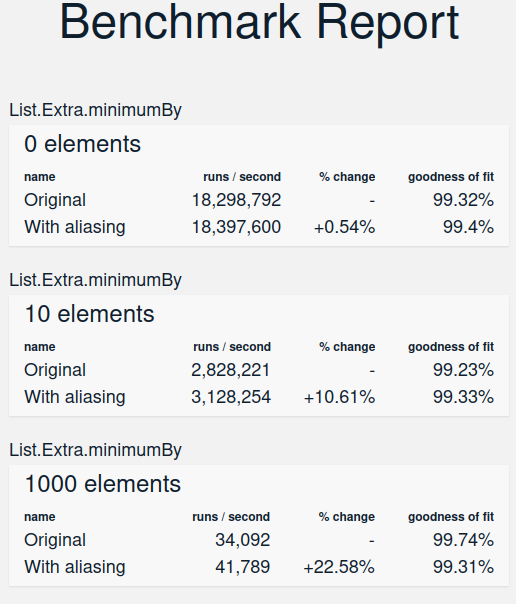 Benchmark Report
List.Extra.minimumBy
0 elements
name runs / second % change goodness of fit
Original 18,298,792 - 99.32%
With aliasing 18,397,600 +0.54% 99.4%
List.Extra.minimumBy
10 elements
name runs / second % change goodness of fit
Original 2,828,221 - 99.23%
With aliasing 3,128,254 +10.61% 99.33%
List.Extra.minimumBy
1000 elements
name runs / second % change goodness of fit
Original 34,092 - 99.74%
With aliasing 41,789 +22.58% 99.31%